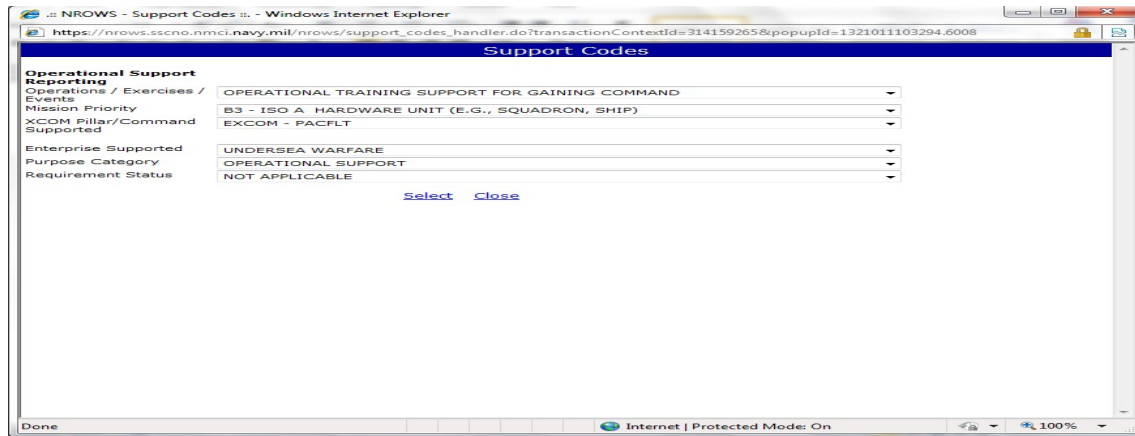 .:: NROWS - Support Codes ::. - Windows Internet Explorer
https://nrows.sscno.nmci.navy.mil/nrows/support_codes_handler.do?transactionContextId=314159265&popupId=1321011103294.6008
Support Codes
Operational Support
Reporting
Operations / Exercises /
Events
OPERATIONAL TRAINING SUPPORT FOR GAINING COMMAND
Mission Priority
B3 - ISO A HARDWARE UNIT (E.G., SQUADRON, SHIP)
XCOM Pillar/Command
Supported
EXCOM - PACFLT
Enterprise Supported
UNDERSEA WARFARE
Purpose Category
OPERATIONAL SUPPORT
Requirement Status
NOT APPLICABLE
Select Close
Done Internet | Protected Mode: On 100%